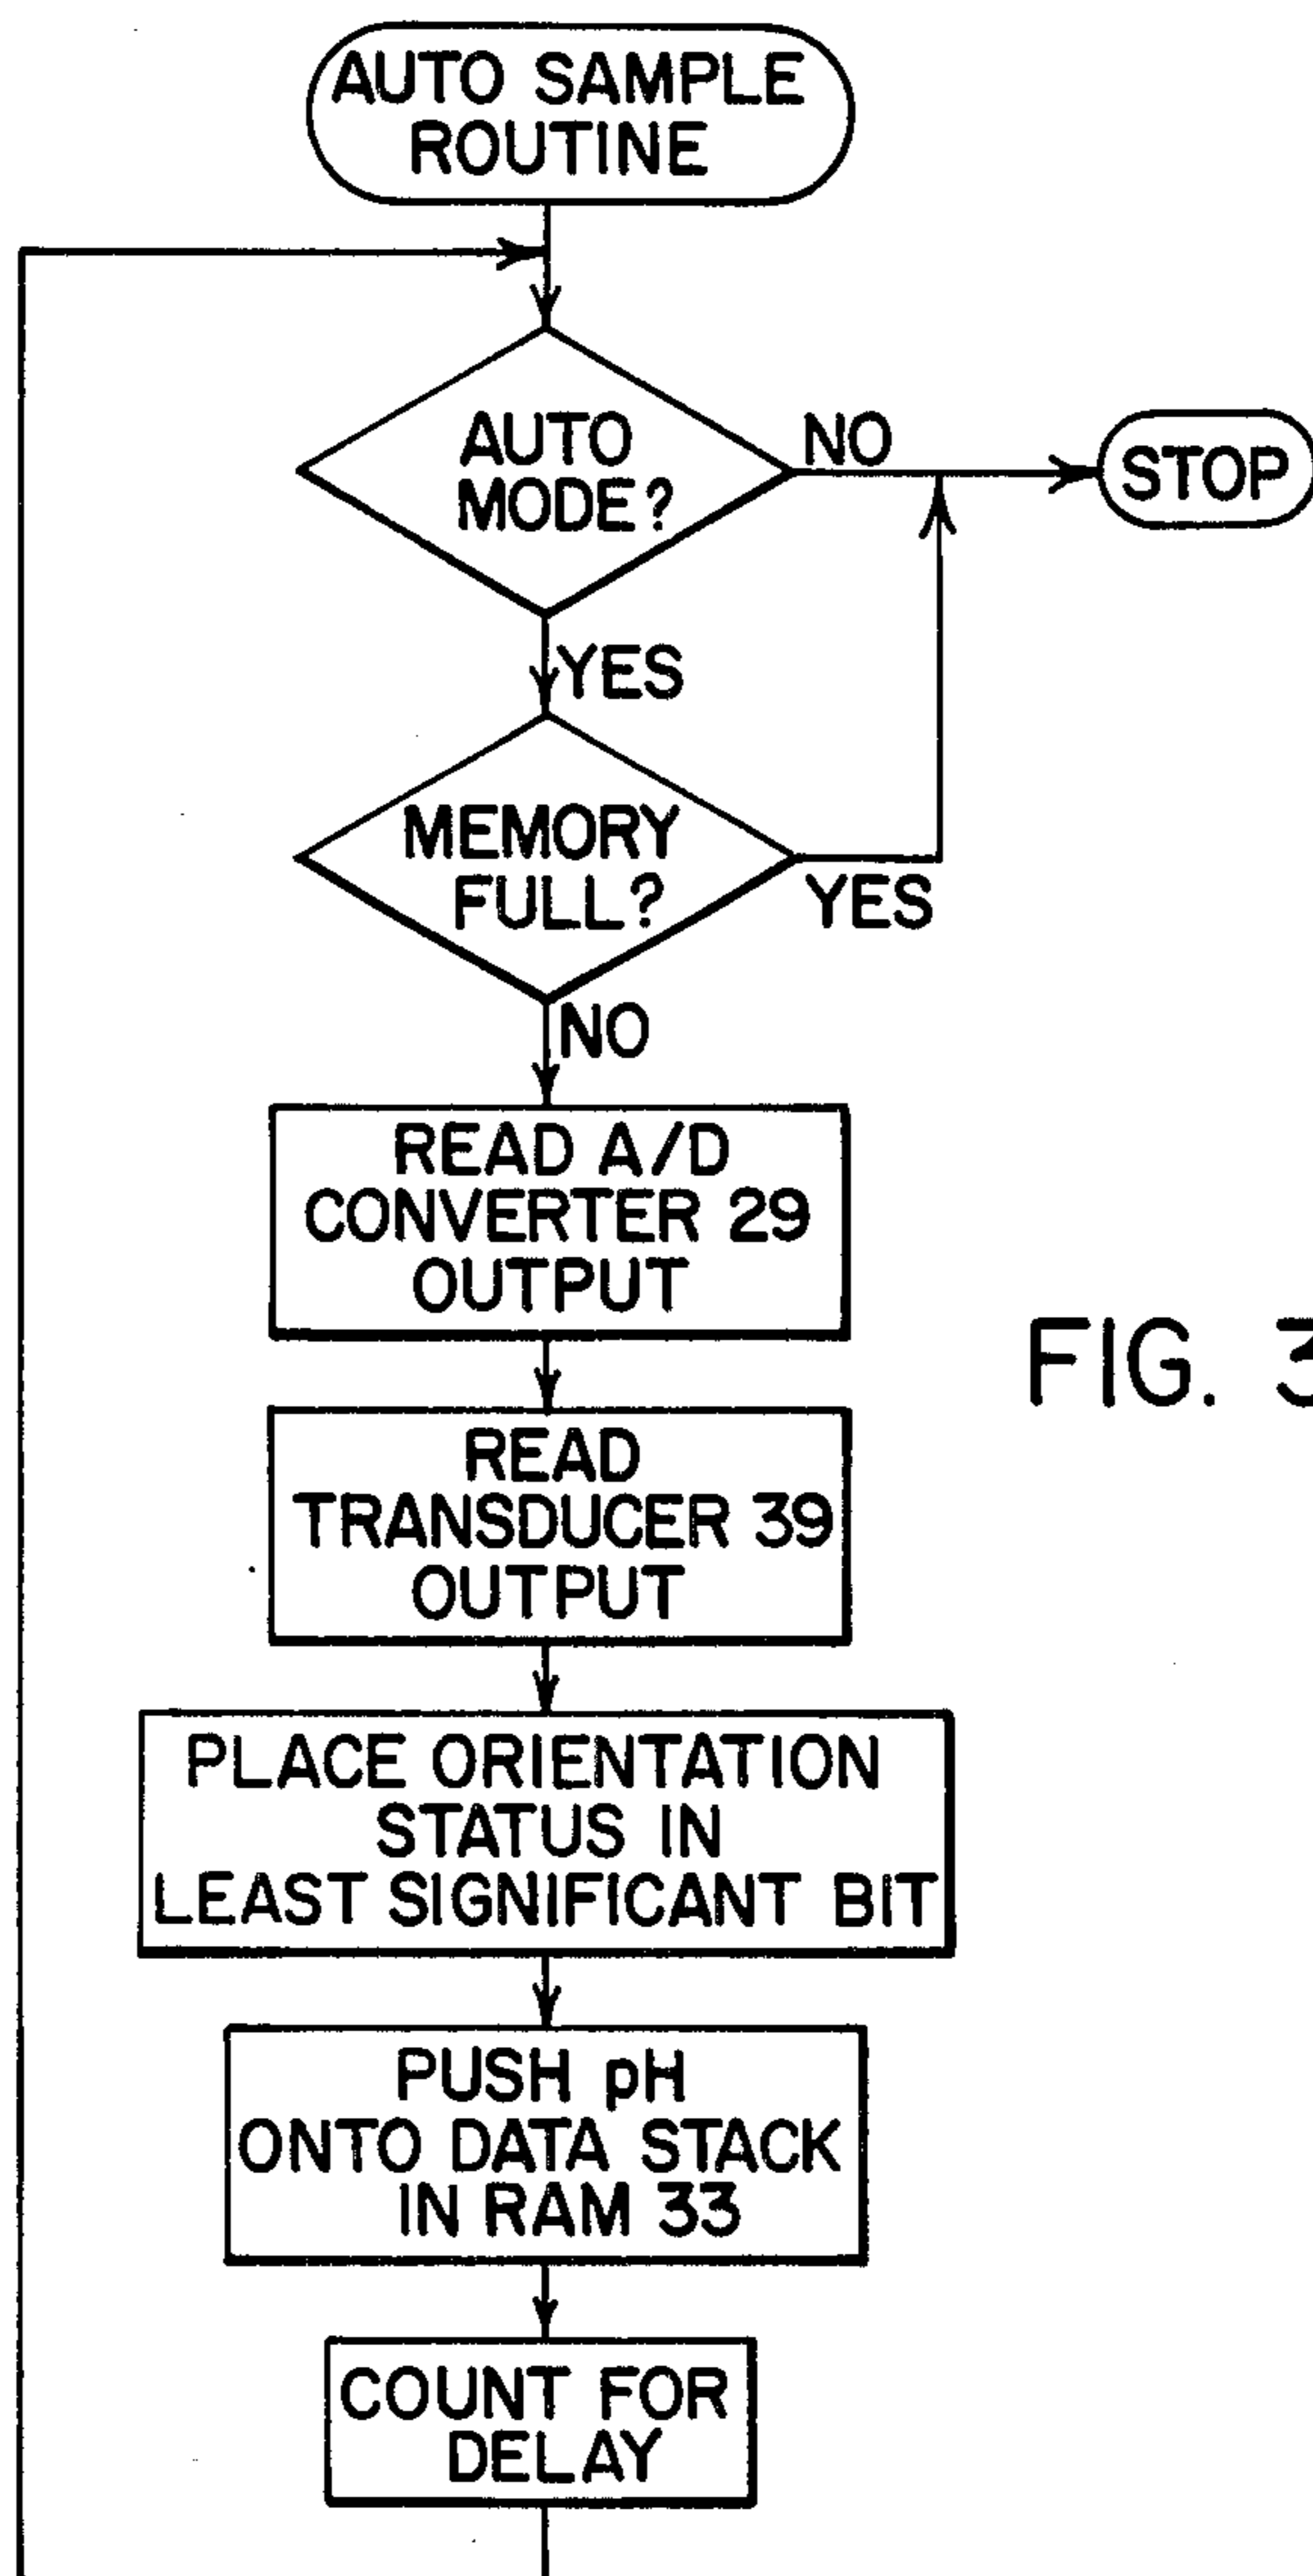 AUTO SAMPLE
ROUTINE
AUTO
MODE?
NO
STOP
YES
MEMORY
FULL?
YES
NO
READ A/D
CONVERTER 29
OUTPUT
FIG. 3
READ
TRANSDUCER 39
OUTPUT
PLACE ORIENTATION
STATUS IN
LEAST SIGNIFICANT BIT
PUSH pH
ONTO DATA STACK
IN RAM 33
COUNT FOR
DELAY